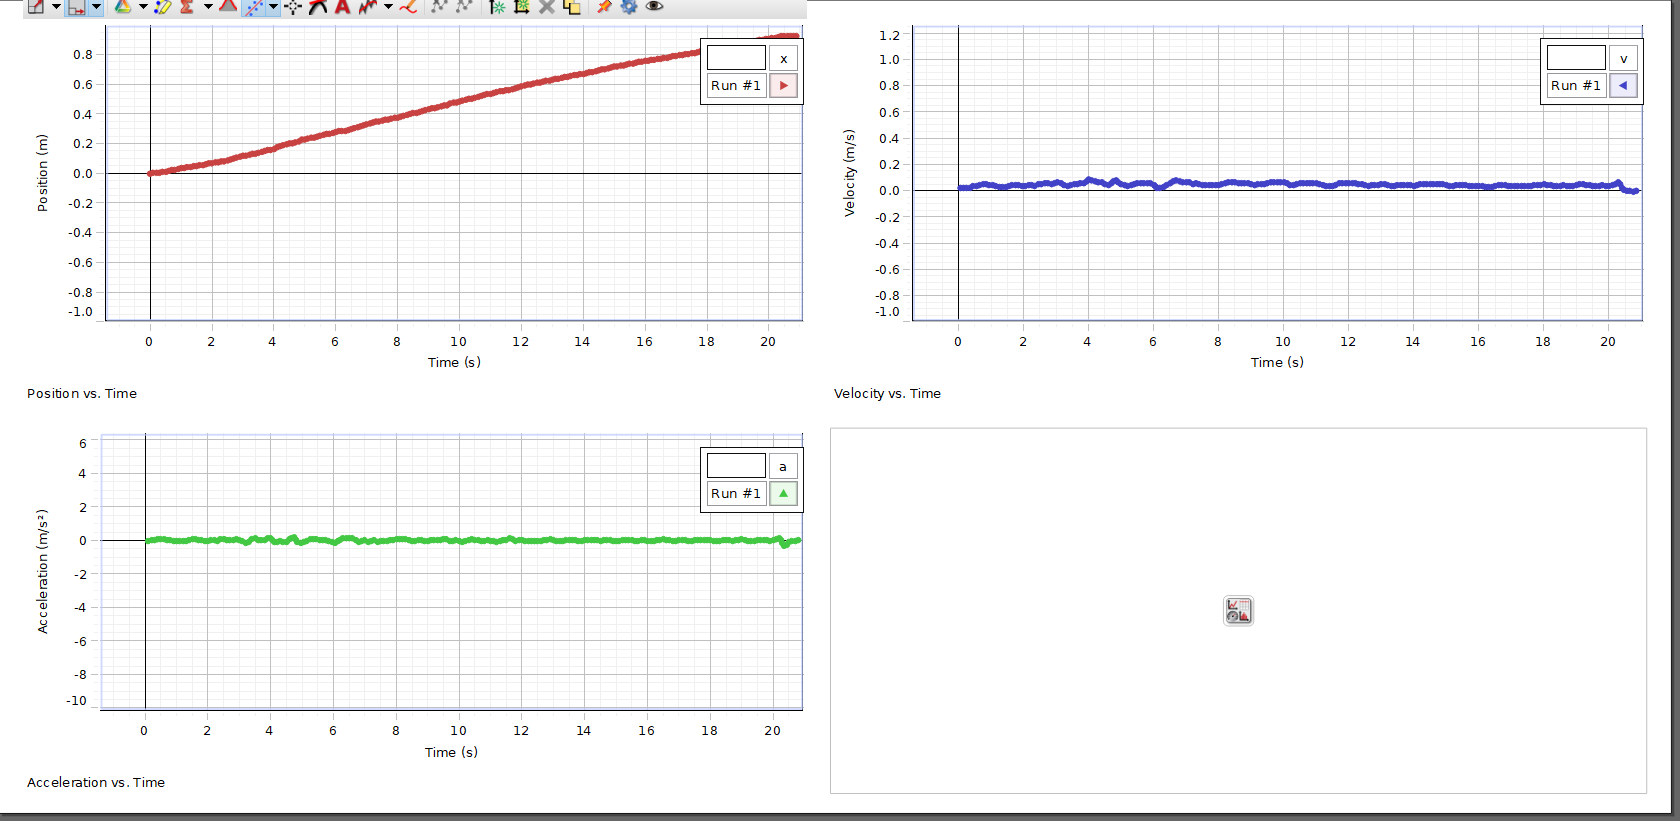 0.8
0.6
0.4
0.2
0.0
-0.2
-0.4
-0.6
-0.8
-1.0
Position (m)
0 2 4 6 8 10 12 14 16 18 20
Time (s)
x
Run #1
Position vs. Time
1.2
1.0
0.8
0.6
0.4
0.2
0.0
-0.2
-0.4
-0.6
-0.8
-1.0
Velocity (m/s)
0 2 4 6 8 10 12 14 16 18 20
Time (s)
v
Run #1
Velocity vs. Time
6
4
2
0
-2
-4
-6
-8
-10
Acceleration (m/s²)
0 2 4 6 8 10 12 14 16 18 20
Time (s)
a
Run #1
Acceleration vs. Time